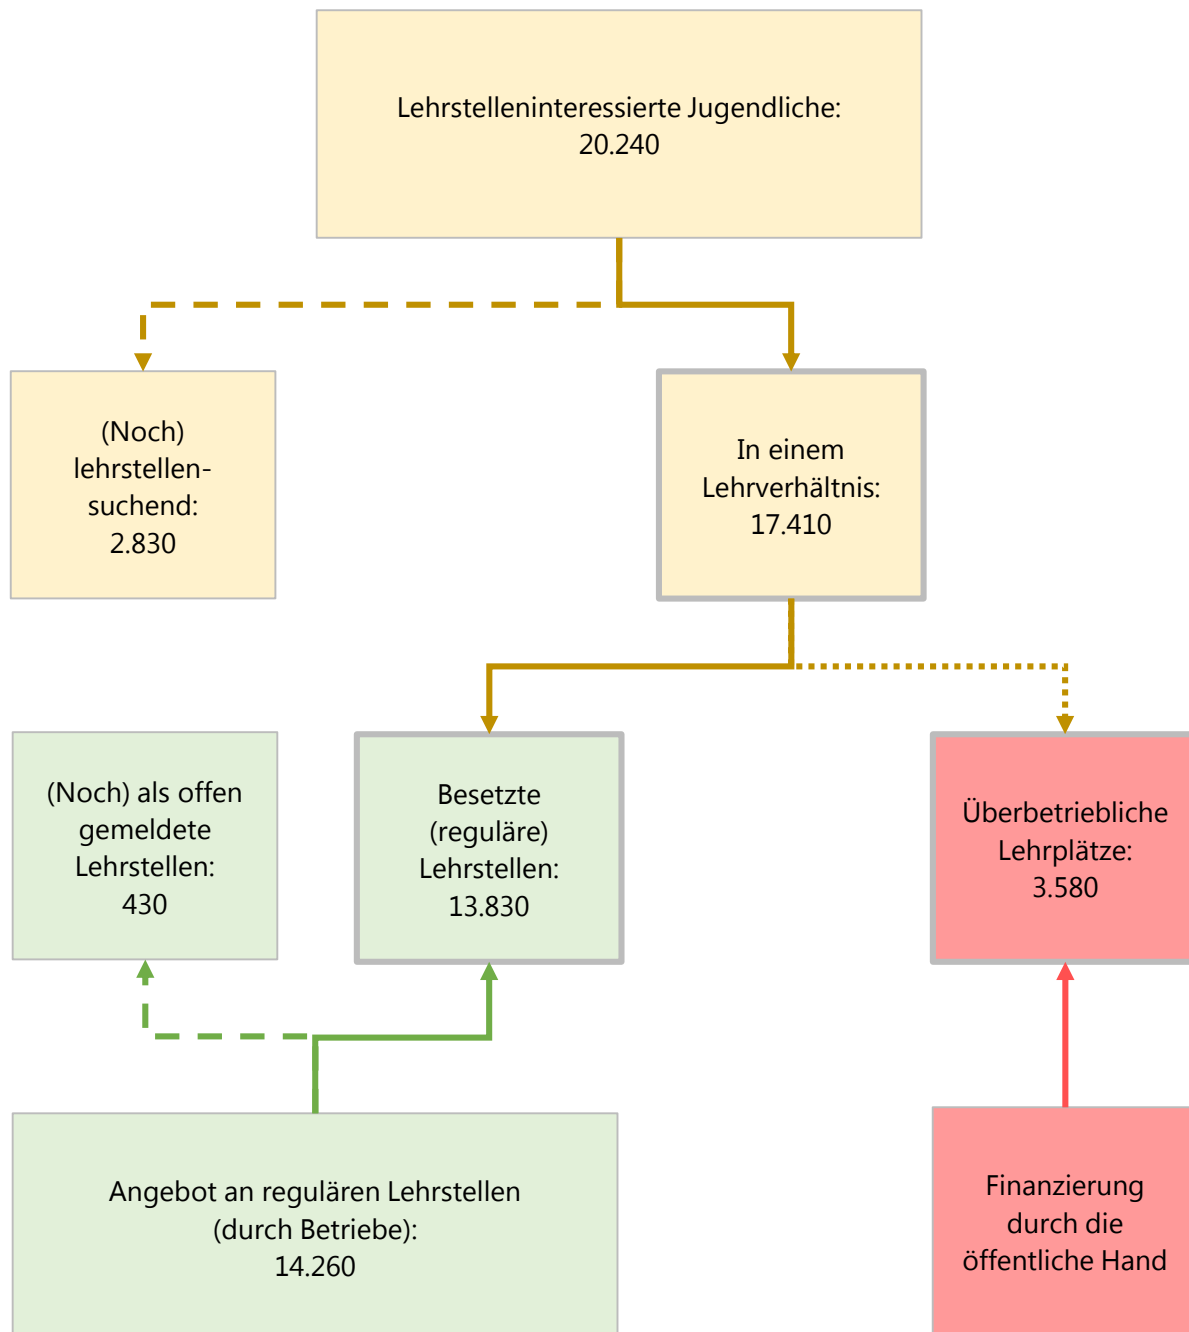 Lehrstelleninteressierte Jugendliche:
20.240
(Noch)
lehrstellen-
suchend:
2.830
In einem
Lehrverhältnis:
17.410
(Noch) als offen
gemeldete
Lehrstellen:
430
Besetzte
(reguläre)
Lehrstellen:
13.830
Überbetriebliche
Lehrplätze:
3.580
Angebot an regulären Lehrstellen
(durch Betriebe):
14.260
Finanzierung
durch die
öffentliche Hand